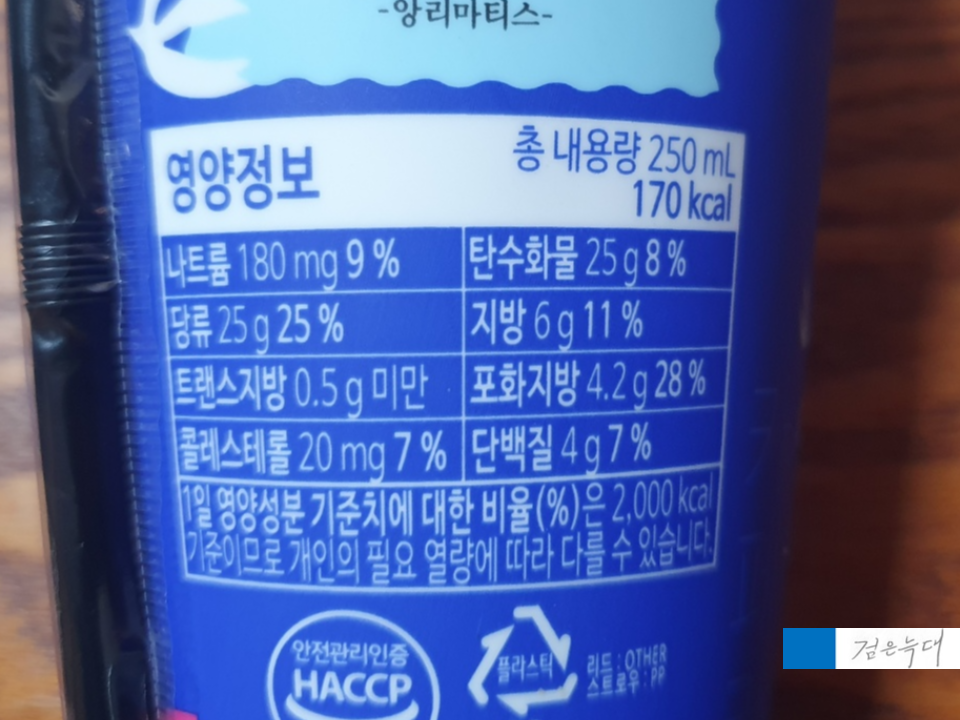 -앙리마티스-
영양정보
총 내용량 250 mL
170 kcal
나트륨 180 mg 9 %
탄수화물 25 g 8 %
당류 25 g 25 %
지방 6 g 11 %
트랜스지방 0.5 g 미만
포화지방 4.2 g 28 %
콜레스테롤 20 mg 7 %
단백질 4 g 7 %
1일 영양성분 기준치에 대한 비율(%)은 2,000 kcal
기준이므로 개인의 필요 열량에 따라 다를 수 있습니다.
안전관리인증
HACCP
플라스틱
리드 : OTHER
스트로우 : PP
검은늑대